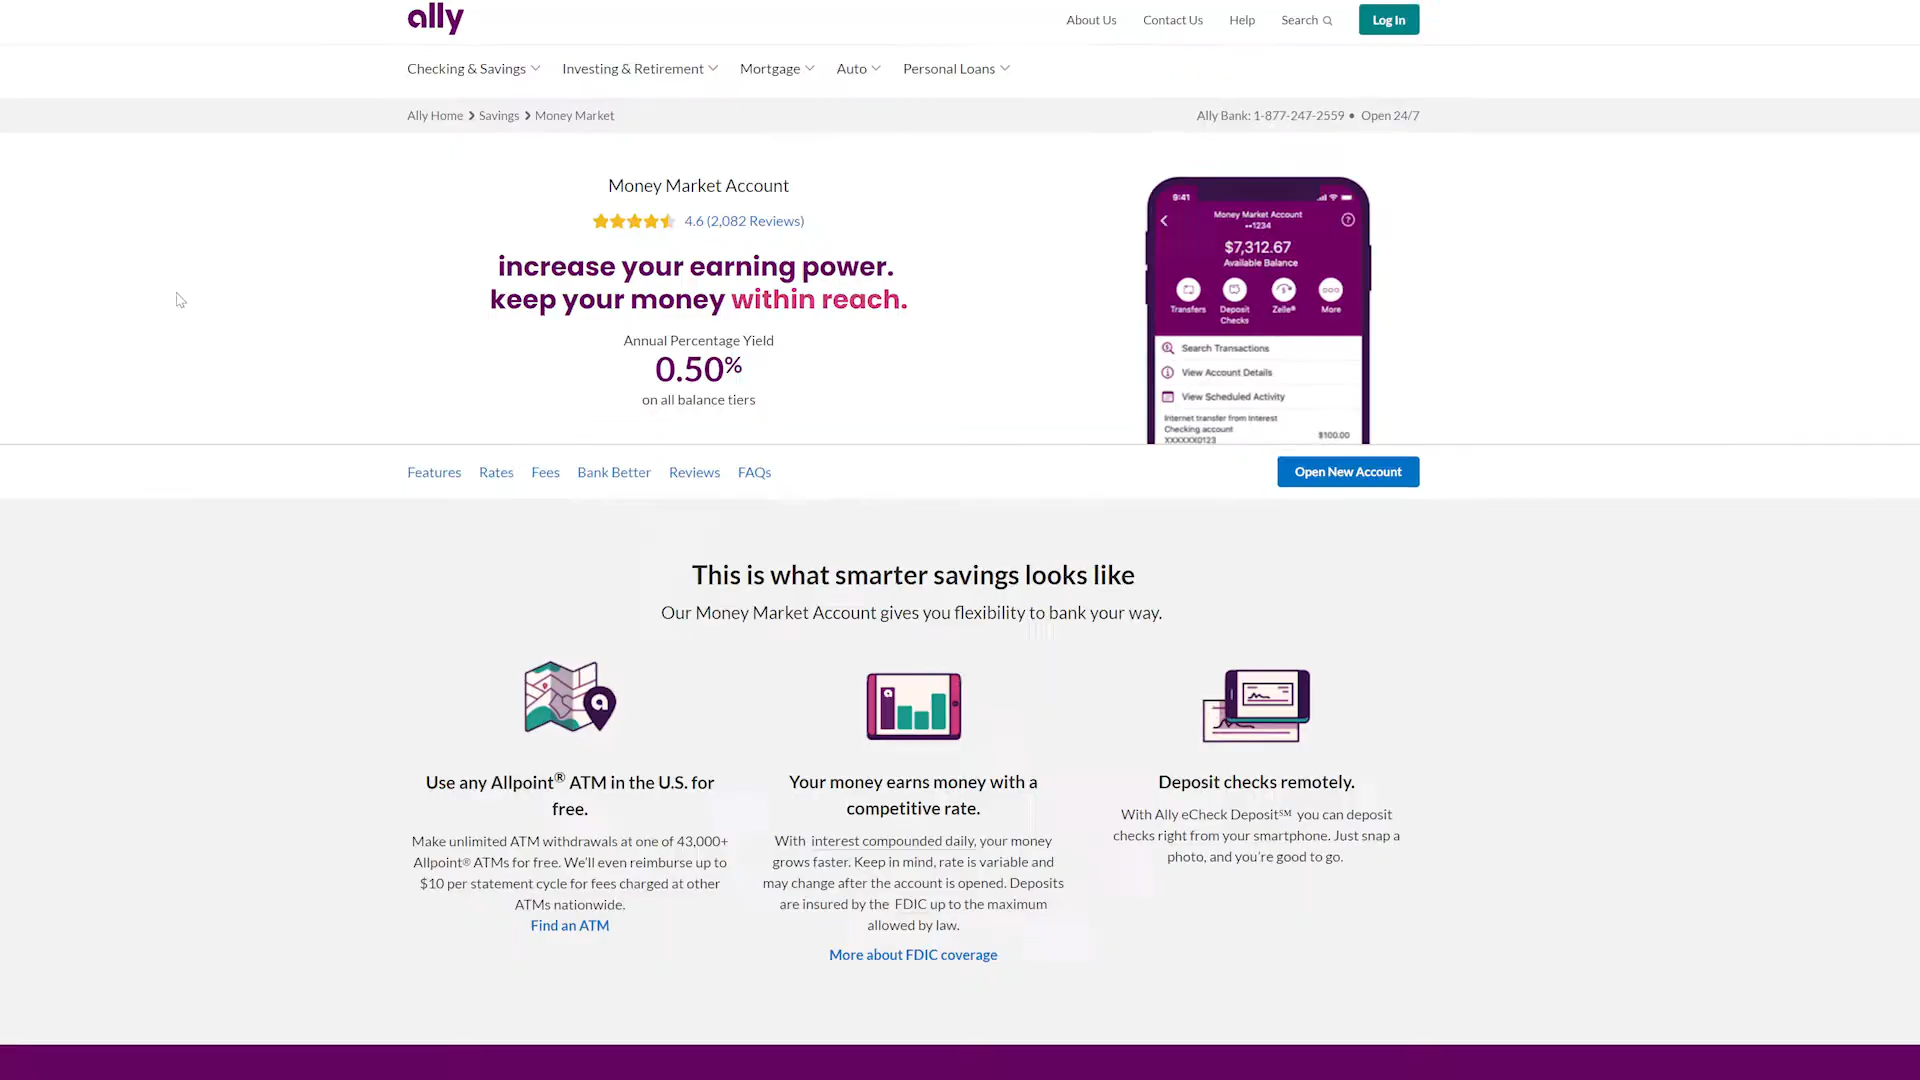 ally
About Us Contact Us Help Search Log In
Checking & Savings Investing & Retirement Mortgage Auto Personal Loans
Ally Home > Savings > Money Market
Ally Bank: 1-877-247-2559 • Open 24/7
Money Market Account
4.6 (2,082 Reviews)
increase your earning power.
keep your money within reach.
Annual Percentage Yield
0.50%
on all balance tiers
9:41
Money Market Account
••1234
$7,312.67
Available Balance
Transfers Deposit Checks Zelle® More
Search Transactions
View Account Details
View Scheduled Activity
Internet transfer from Interest
Checking account
XXXXXX0123 $100.00
Features Rates Fees Bank Better Reviews FAQs
Open New Account
This is what smarter savings looks like
Our Money Market Account gives you flexibility to bank your way.
a
Use any Allpoint® ATM in the U.S. for
free.
Make unlimited ATM withdrawals at one of 43,000+
Allpoint® ATMs for free. We'll even reimburse up to
$10 per statement cycle for fees charged at other
ATMs nationwide.
Find an ATM
a
Your money earns money with a
competitive rate.
With interest compounded daily, your money
grows faster. Keep in mind, rate is variable and
may change after the account is opened. Deposits
are insured by the FDIC up to the maximum
allowed by law.
More about FDIC coverage
Deposit checks remotely.
With Ally eCheck Deposit℠ you can deposit
checks right from your smartphone. Just snap a
photo, and you're good to go.